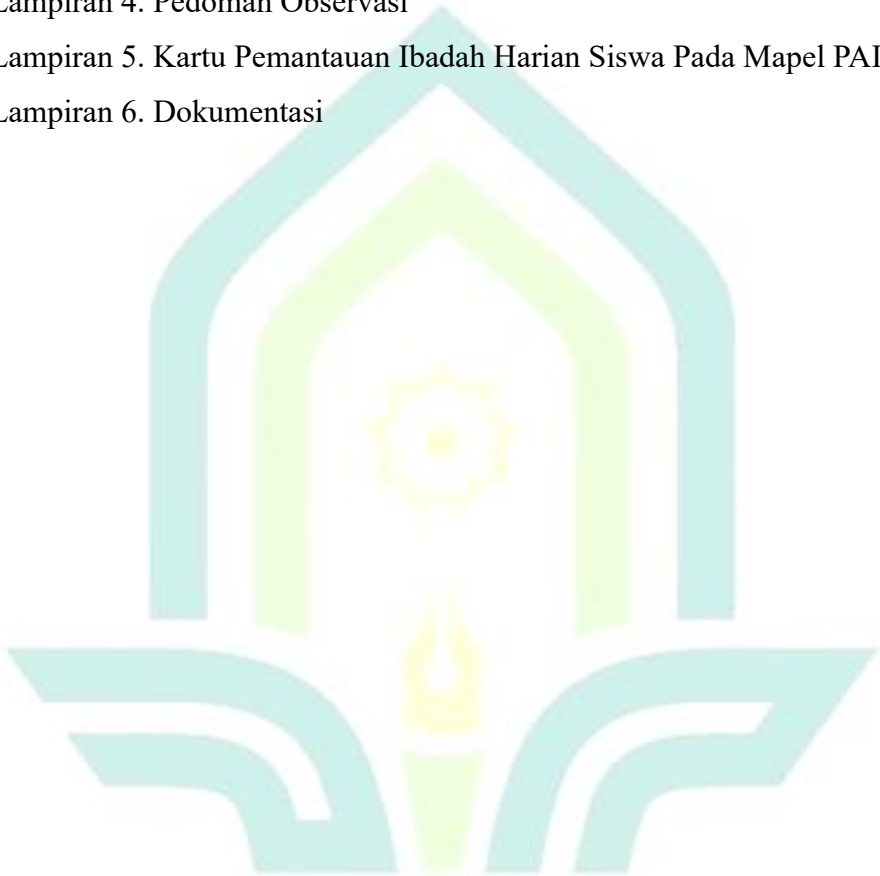 Lampiran 4. Pedoman Observasi
Lampiran 5. Kartu Pemantauan Ibadah Harian Siswa Pada Mapel PAI
Lampiran 6. Dokumentasi